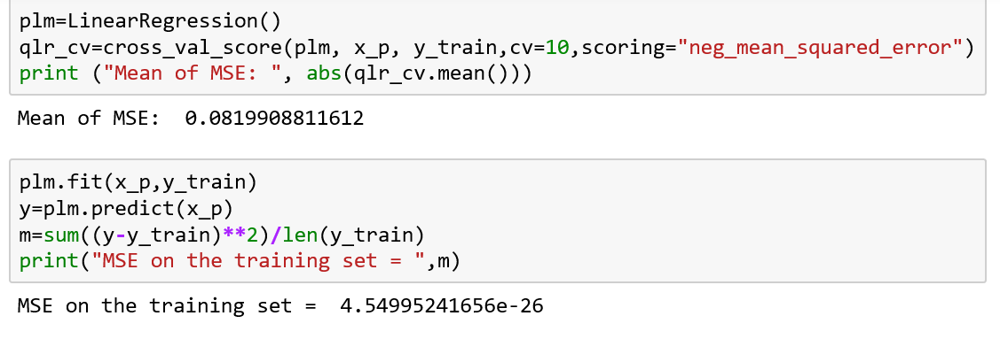 plm=LinearRegression()
qlr_cv=cross_val_score(plm, x_p, y_train,cv=10,scoring="neg_mean_squared_error")
print ("Mean of MSE: ", abs(qlr_cv.mean()))
Mean of MSE:  0.0819908811612
plm.fit(x_p,y_train)
y=plm.predict(x_p)
m=sum((y-y_train)**2)/len(y_train)
print("MSE on the training set = ",m)
MSE on the training set =  4.54995241656e-26